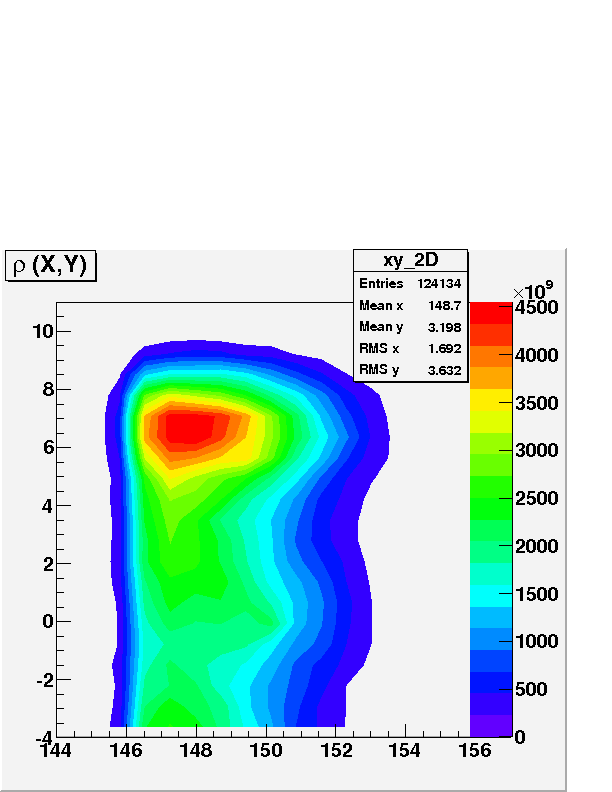 ρ (X,Y)
xy_2D
Entries 124134
Mean x 148.7
Mean y 3.198
RMS x 1.692
RMS y 3.632
×10⁹
10
8
6
4
2
0
-2
-4
144 146 148 150 152 154 156
4500
4000
3500
3000
2500
2000
1500
1000
500
0